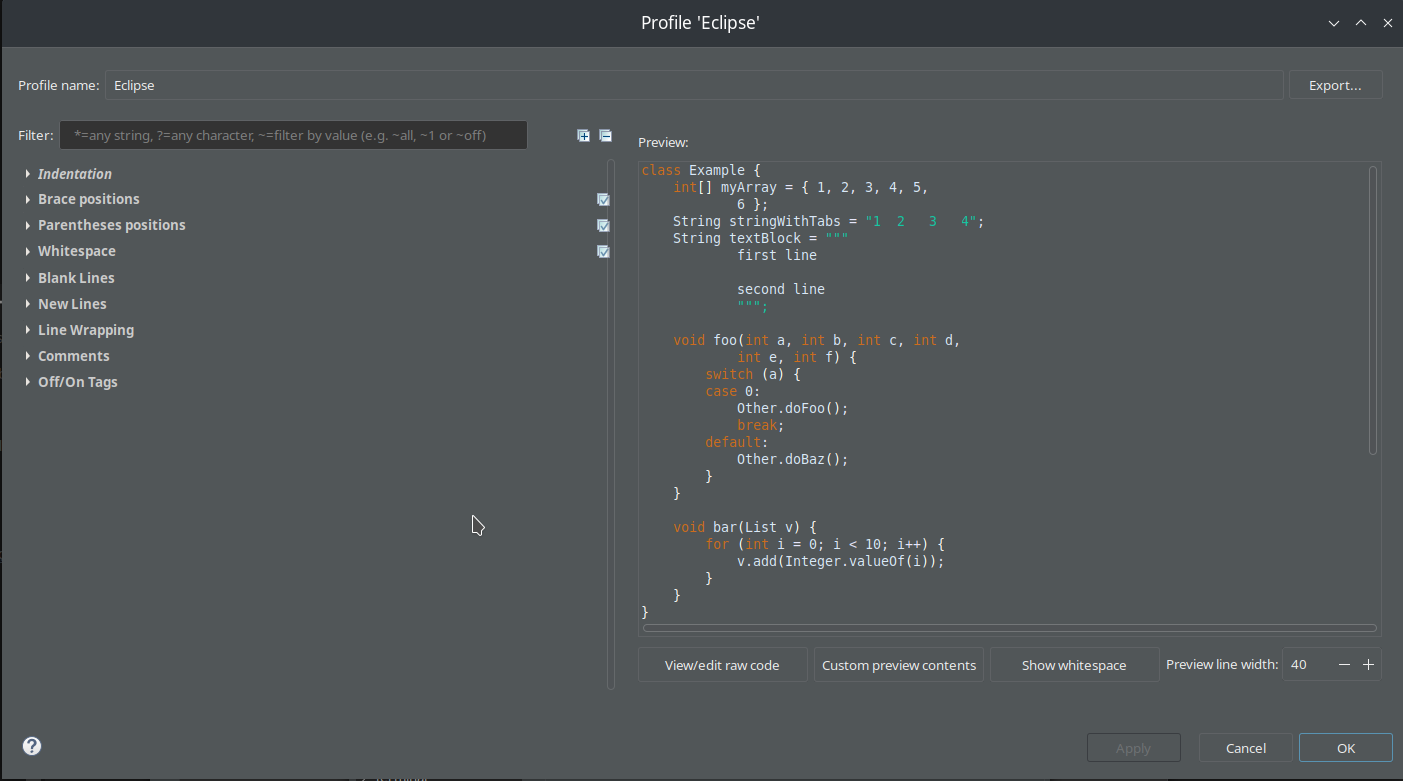 Profile 'Eclipse'
Profile name: Eclipse Export...
Filter: *=any string, ?=any character, ~=filter by value (e.g. ~all, ~1 or ~off)
Indentation
Brace positions
Parentheses positions
Whitespace
Blank Lines
New Lines
Line Wrapping
Comments
Off/On Tags
Preview:
class Example {
    int[] myArray = { 1, 2, 3, 4, 5,
            6 };
    String stringWithTabs = "1  2   3   4";
    String textBlock = """
            first line

            second line
            """;

    void foo(int a, int b, int c, int d,
            int e, int f) {
        switch (a) {
        case 0:
            Other.doFoo();
            break;
        default:
            Other.doBaz();
        }
    }

    void bar(List v) {
        for (int i = 0; i < 10; i++) {
            v.add(Integer.valueOf(i));
        }
    }
}
View/edit raw code Custom preview contents Show whitespace Preview line width: 40
? Apply Cancel OK